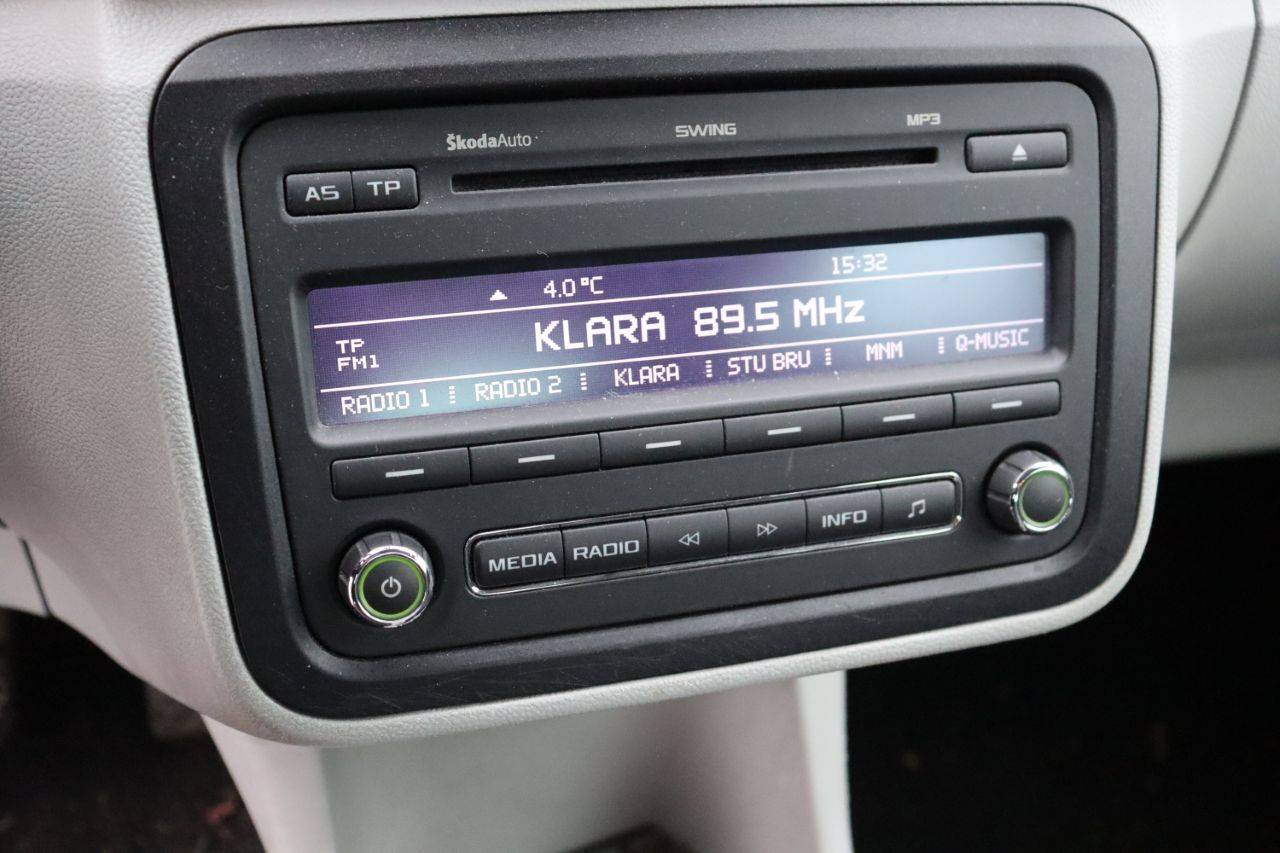 ŠkodaAuto SWING MP3
AS TP
4.0°C 15:32
TP
KLARA 89.5 MHz
FM1
RADIO 1 RADIO 2 KLARA STU BRU MNM Q-MUSIC
MEDIA RADIO INFO